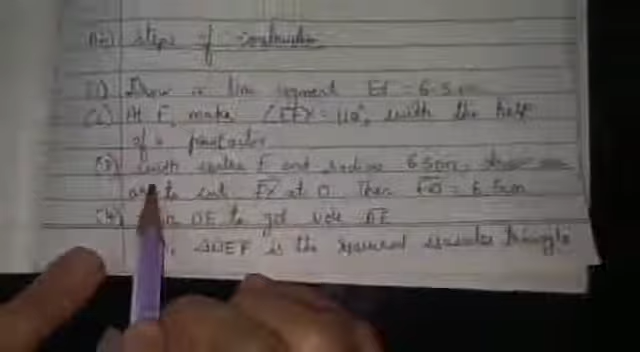 Ans) Steps of construction
(1) Draw a line segment EF = 6.5 cm
(2) At F, make ∠EFX = 110°, with the help
of a protractor
(3) with center F and radius 6.5cm, draw an
arc to cut FX at D. Then FD = 6.5cm
(4) DE to get side DE
ΔDEF is the required isosceles triangle